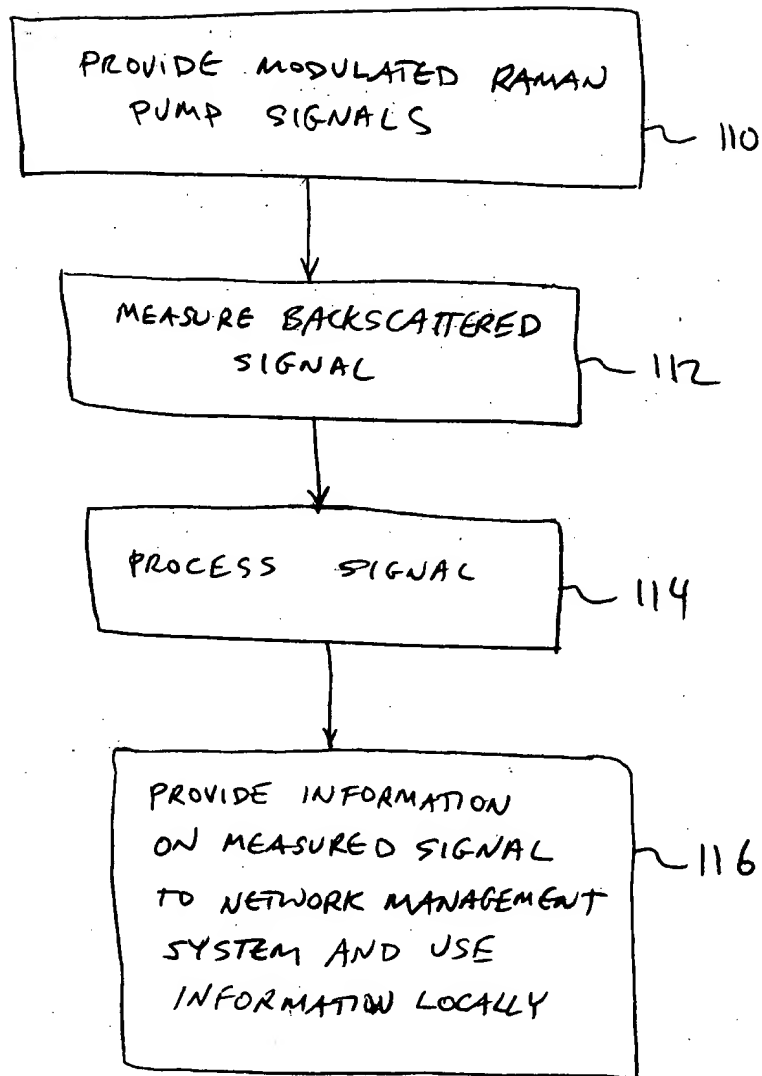 PROVIDE MODULATED RAMAN
PUMP SIGNALS
110
MEASURE BACKSCATTERED
SIGNAL
112
PROCESS SIGNAL
114
PROVIDE INFORMATION
ON MEASURED SIGNAL
TO NETWORK MANAGEMENT
SYSTEM AND USE
INFORMATION LOCALLY
116